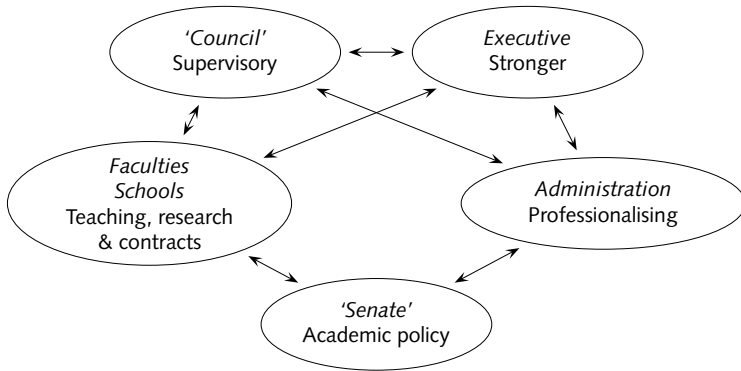 ‘Council’
Supervisory
Executive
Stronger
Faculties
Schools
Teaching, research
& contracts
Administration
Professionalising
‘Senate’
Academic policy